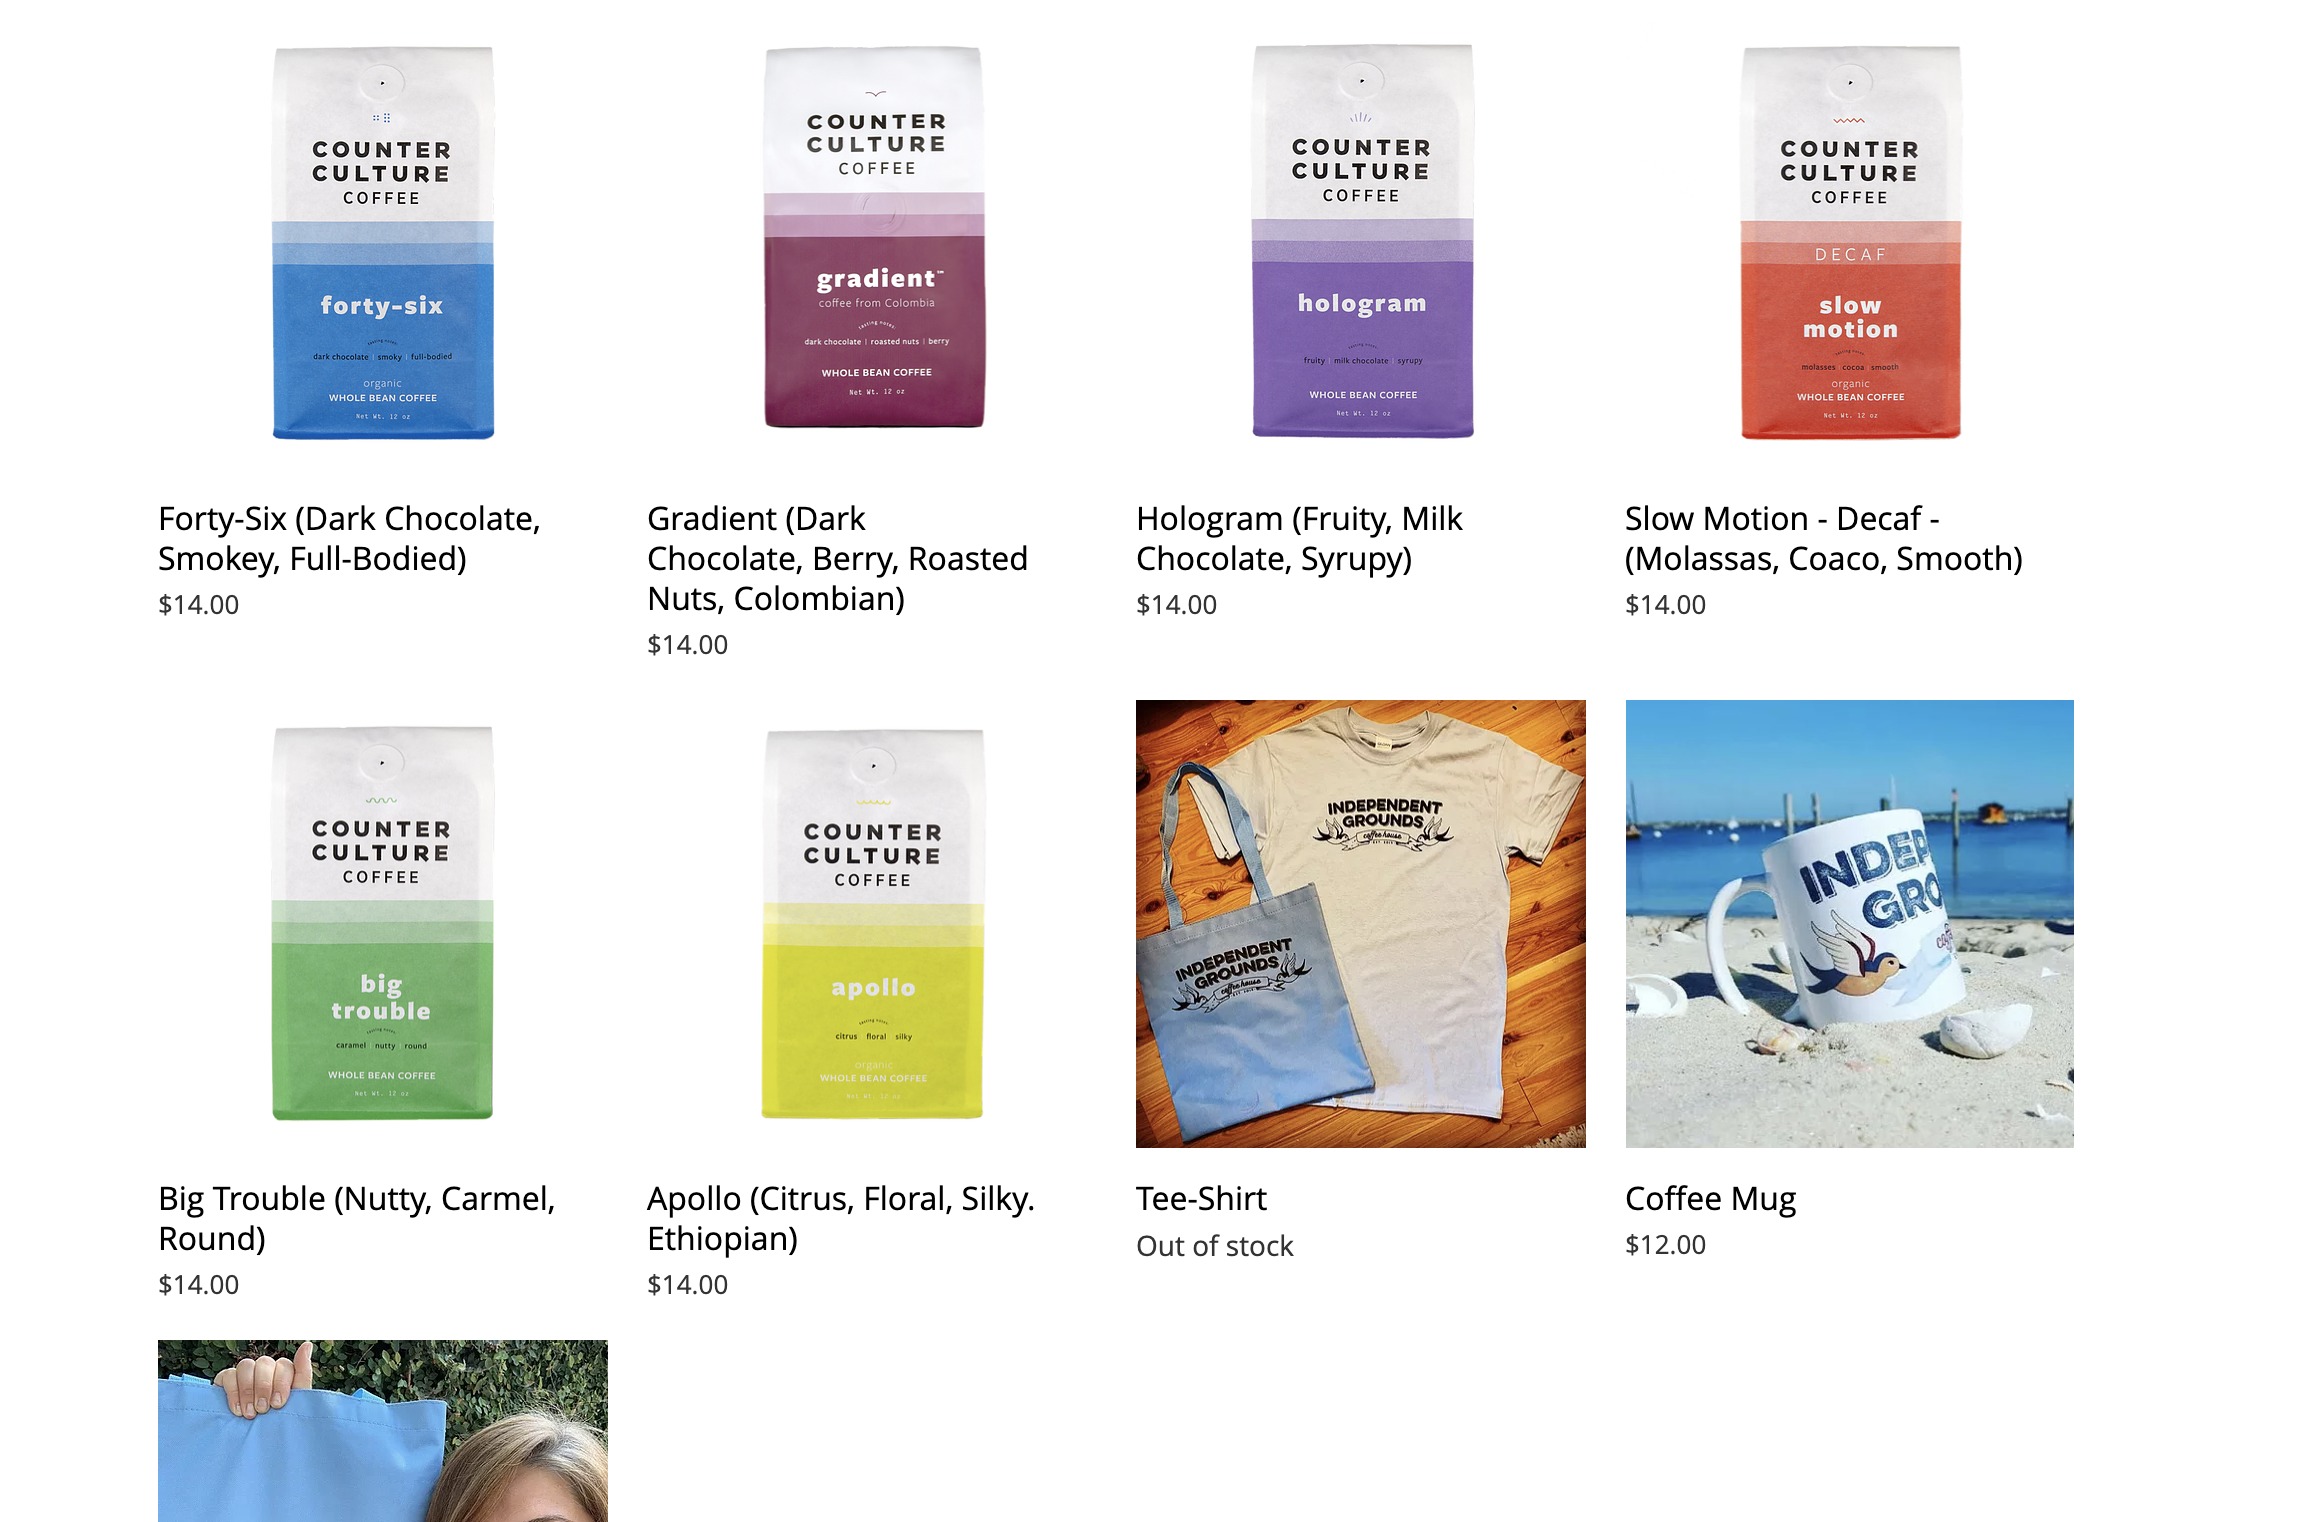 COUNTER
CULTURE
COFFEE
forty-six
tasting notes:
dark chocolate | smoky | full-bodied
organic
WHOLE BEAN COFFEE
Net Wt. 12 oz
COUNTER
CULTURE
COFFEE
gradient™
coffee from Colombia
tasting notes:
dark chocolate | roasted nuts | berry
WHOLE BEAN COFFEE
Net Wt. 12 oz
COUNTER
CULTURE
COFFEE
hologram
tasting notes:
fruity | milk chocolate | syrupy
WHOLE BEAN COFFEE
Net Wt. 12 oz
COUNTER
CULTURE
COFFEE
DECAF
slow
motion
tasting notes:
molasses | cocoa | smooth
organic
WHOLE BEAN COFFEE
Net Wt. 12 oz
Forty-Six (Dark Chocolate,
Smokey, Full-Bodied)
$14.00
Gradient (Dark
Chocolate, Berry, Roasted
Nuts, Colombian)
$14.00
Hologram (Fruity, Milk
Chocolate, Syrupy)
$14.00
Slow Motion - Decaf -
(Molassas, Coaco, Smooth)
$14.00
COUNTER
CULTURE
COFFEE
big
trouble
tasting notes:
caramel | nutty | round
WHOLE BEAN COFFEE
Net Wt. 12 oz
COUNTER
CULTURE
COFFEE
apollo
tasting notes:
citrus | floral | silky
organic
WHOLE BEAN COFFEE
Net Wt. 12 oz
INDEPENDENT
GROUNDS
coffee house
INDEPENDENT
GROUNDS
coffee house
INDEP
GRO
Big Trouble (Nutty, Carmel,
Round)
$14.00
Apollo (Citrus, Floral, Silky.
Ethiopian)
$14.00
Tee-Shirt
Out of stock
Coffee Mug
$12.00